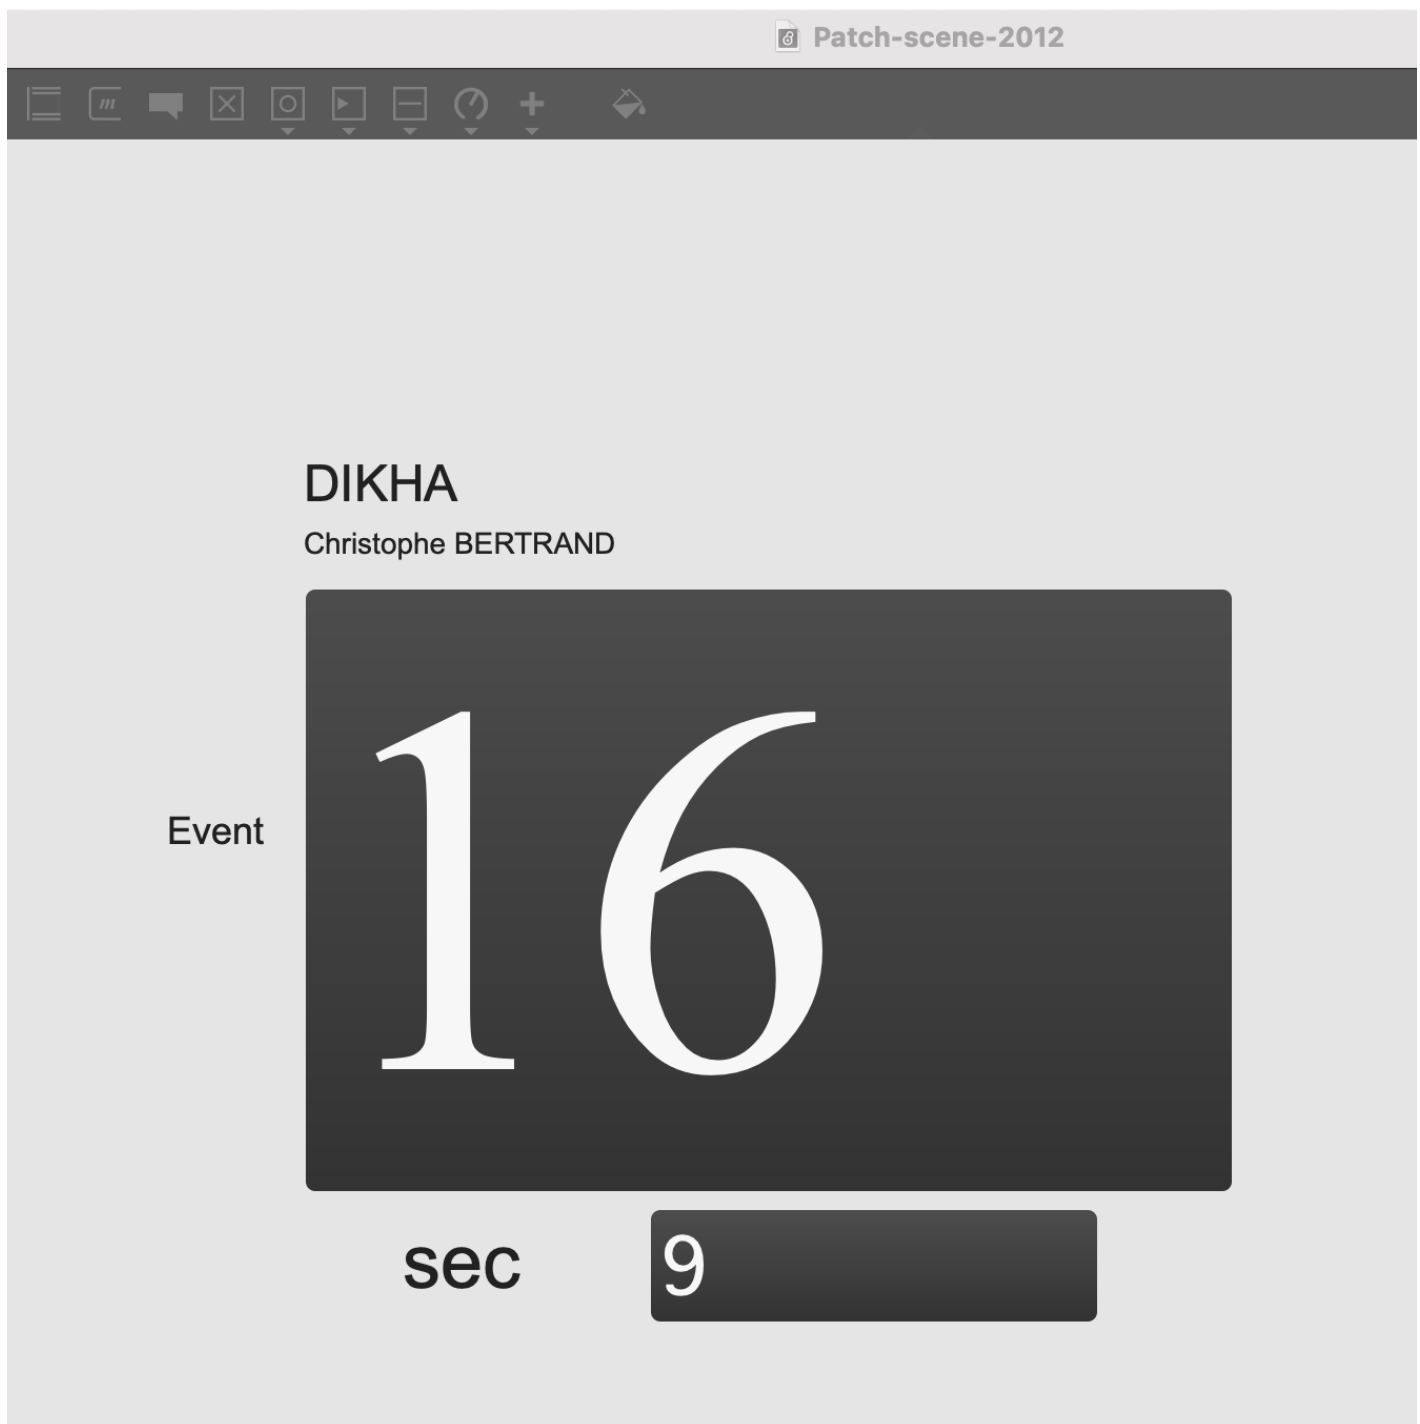 Patch-scene-2012
m
DIKHA
Christophe BERTRAND
Event
16
sec
9